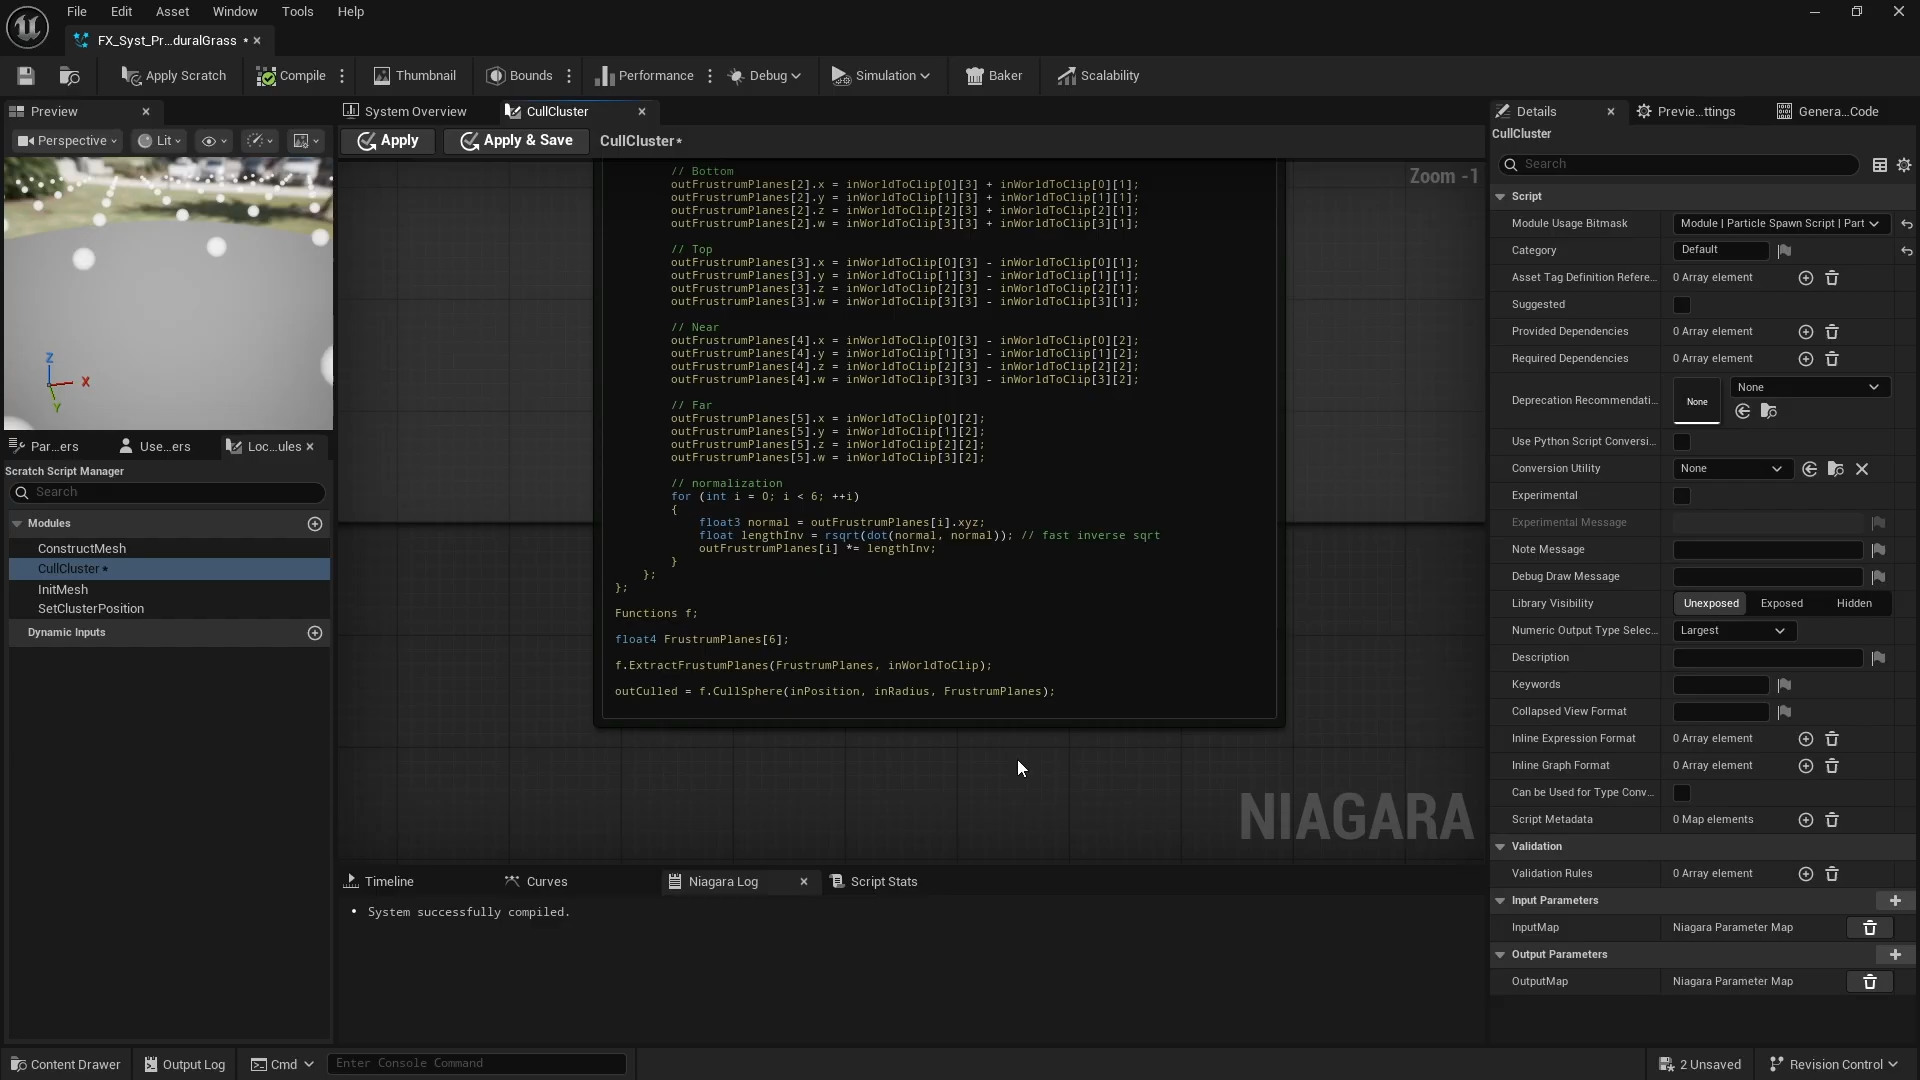 File Edit Asset Window Tools Help
FX_Syst_Pr...duralGrass *
Apply Scratch Compile Thumbnail Bounds Performance Debug Simulation Baker Scalability
Preview
System Overview
CullCluster
Details
Previe...ttings
Genera...Code
Perspective Lit
Apply
Apply & Save
CullCluster*
CullCluster
Search
Zoom -1
// Bottom
outFrustrumPlanes[2].x = inWorldToClip[0][3] + inWorldToClip[0][1];
outFrustrumPlanes[2].y = inWorldToClip[1][3] + inWorldToClip[1][1];
outFrustrumPlanes[2].z = inWorldToClip[2][3] + inWorldToClip[2][1];
outFrustrumPlanes[2].w = inWorldToClip[3][3] + inWorldToClip[3][1];
// Top
outFrustrumPlanes[3].x = inWorldToClip[0][3] - inWorldToClip[0][1];
outFrustrumPlanes[3].y = inWorldToClip[1][3] - inWorldToClip[1][1];
outFrustrumPlanes[3].z = inWorldToClip[2][3] - inWorldToClip[2][1];
outFrustrumPlanes[3].w = inWorldToClip[3][3] - inWorldToClip[3][1];
// Near
outFrustrumPlanes[4].x = inWorldToClip[0][3] - inWorldToClip[0][2];
outFrustrumPlanes[4].y = inWorldToClip[1][3] - inWorldToClip[1][2];
outFrustrumPlanes[4].z = inWorldToClip[2][3] - inWorldToClip[2][2];
outFrustrumPlanes[4].w = inWorldToClip[3][3] - inWorldToClip[3][2];
// Far
outFrustrumPlanes[5].x = inWorldToClip[0][2];
outFrustrumPlanes[5].y = inWorldToClip[1][2];
outFrustrumPlanes[5].z = inWorldToClip[2][2];
outFrustrumPlanes[5].w = inWorldToClip[3][2];
// normalization
for (int i = 0; i < 6; ++i)
{
float3 normal = outFrustrumPlanes[i].xyz;
float lengthInv = rsqrt(dot(normal, normal)); // fast inverse sqrt
outFrustrumPlanes[i] *= lengthInv;
}
};
};
Functions f;
float4 FrustrumPlanes[6];
f.ExtractFrustumPlanes(FrustrumPlanes, inWorldToClip);
outCulled = f.CullSphere(inPosition, inRadius, FrustrumPlanes);
NIAGARA
Z
X
Y
Par...ers
Use...ers
Loc...ules
Scratch Script Manager
Search
Modules
ConstructMesh
CullCluster *
InitMesh
SetClusterPosition
Dynamic Inputs
Timeline
Curves
Niagara Log
Script Stats
• System successfully compiled.
Script
Module Usage Bitmask Module | Particle Spawn Script | Part
Category Default
Asset Tag Definition Refere... 0 Array element
Suggested
Provided Dependencies 0 Array element
Required Dependencies 0 Array element
Deprecation Recommendati... None None
Use Python Script Conversi...
Conversion Utility None
Experimental
Experimental Message
Note Message
Debug Draw Message
Library Visibility Unexposed Exposed Hidden
Numeric Output Type Selec... Largest
Description
Keywords
Collapsed View Format
Inline Expression Format 0 Array element
Inline Graph Format 0 Array element
Can be Used for Type Conv...
Script Metadata 0 Map elements
Validation
Validation Rules 0 Array element
Input Parameters
InputMap Niagara Parameter Map
Output Parameters
OutputMap Niagara Parameter Map
Content Drawer Output Log Cmd Enter Console Command
2 Unsaved Revision Control